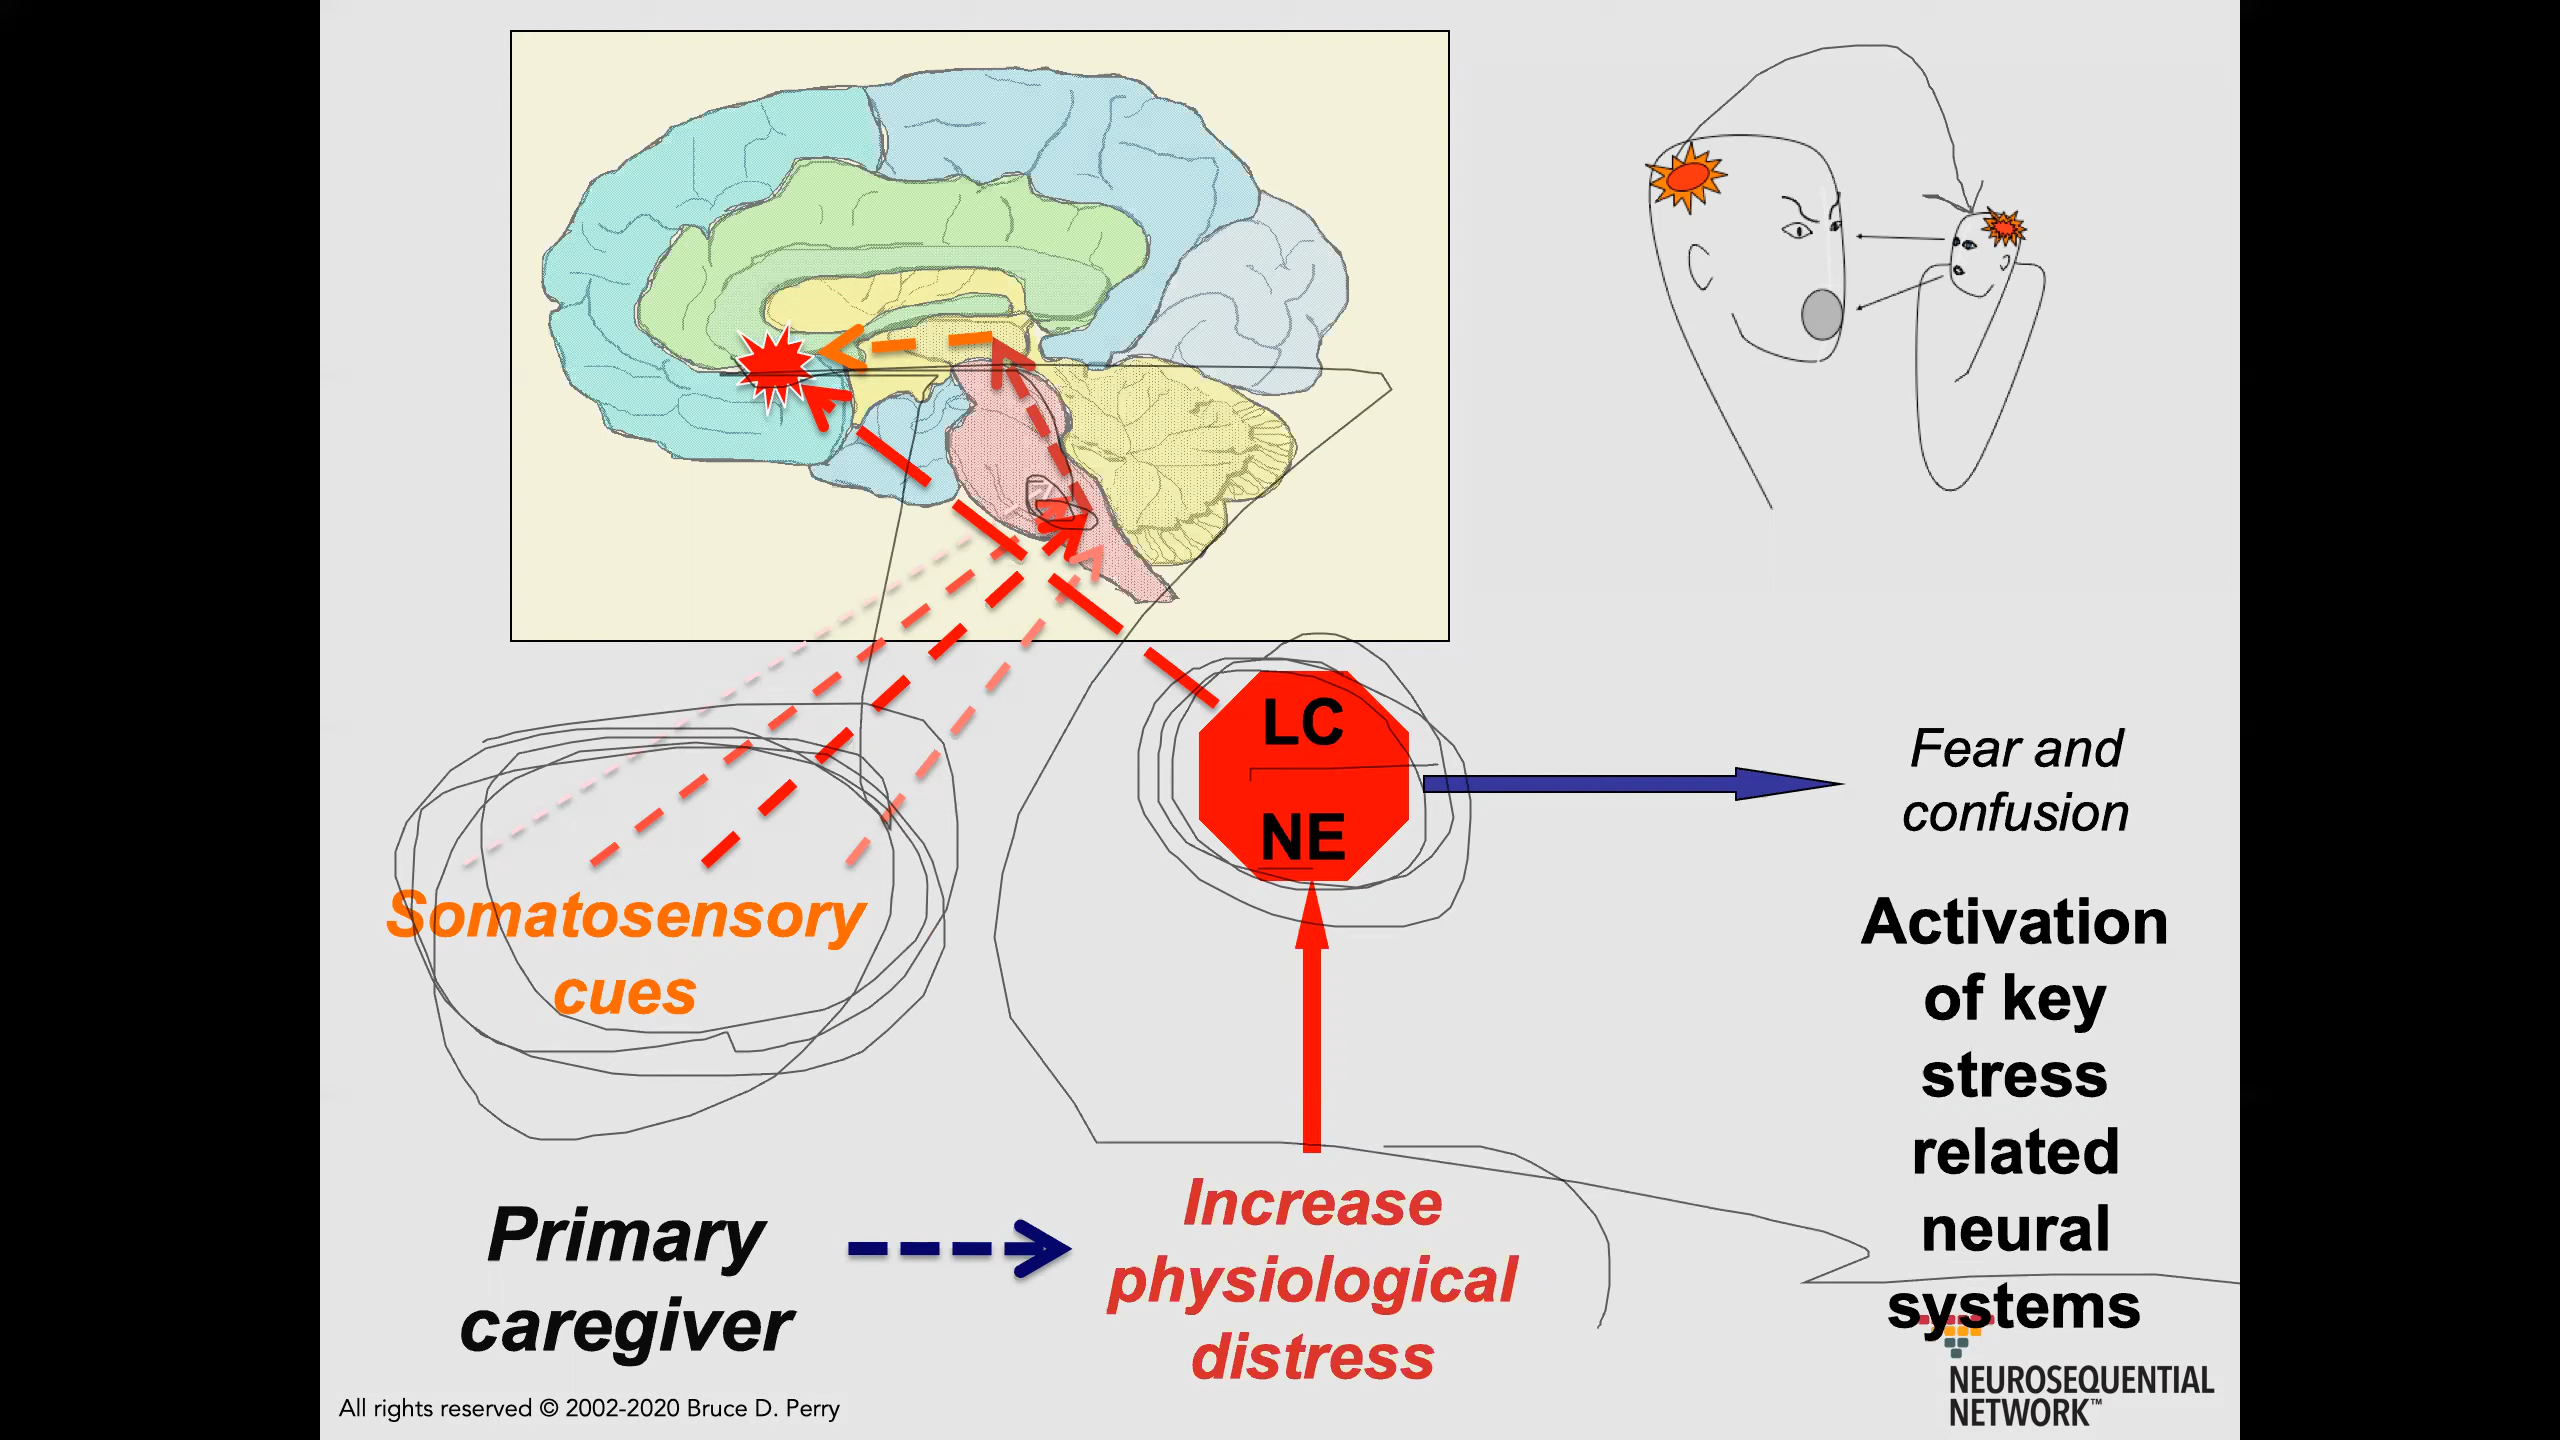 LC
NE
Fear and
confusion
Somatosensory
cues
Activation
of key
stress
related
neural
systems
Primary
caregiver
Increase
physiological
distress
All rights reserved © 2002-2020 Bruce D. Perry
NEUROSEQUENTIAL
NETWORK™